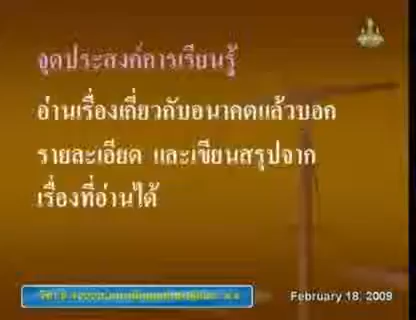 จุดประสงค์การเรียนรู้
อ่านเรื่องเกี่ยวกับอนาคตแล้วบอก
รายละเอียด และเขียนสรุปจาก
เรื่องที่อ่านได้
February 18, 2009